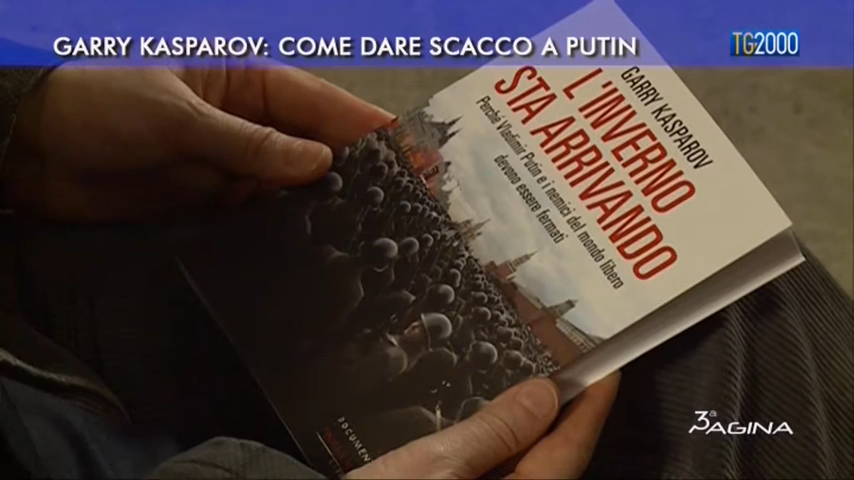 GARRY KASPAROV: COME DARE SCACCO A PUTIN
TG2000
GARRY KASPAROV
L'INVERNO
STA ARRIVANDO
Perché Vladimir Putin e i nemici del mondo libero
devono essere fermati
DOCUMEN
3a
PAGINA